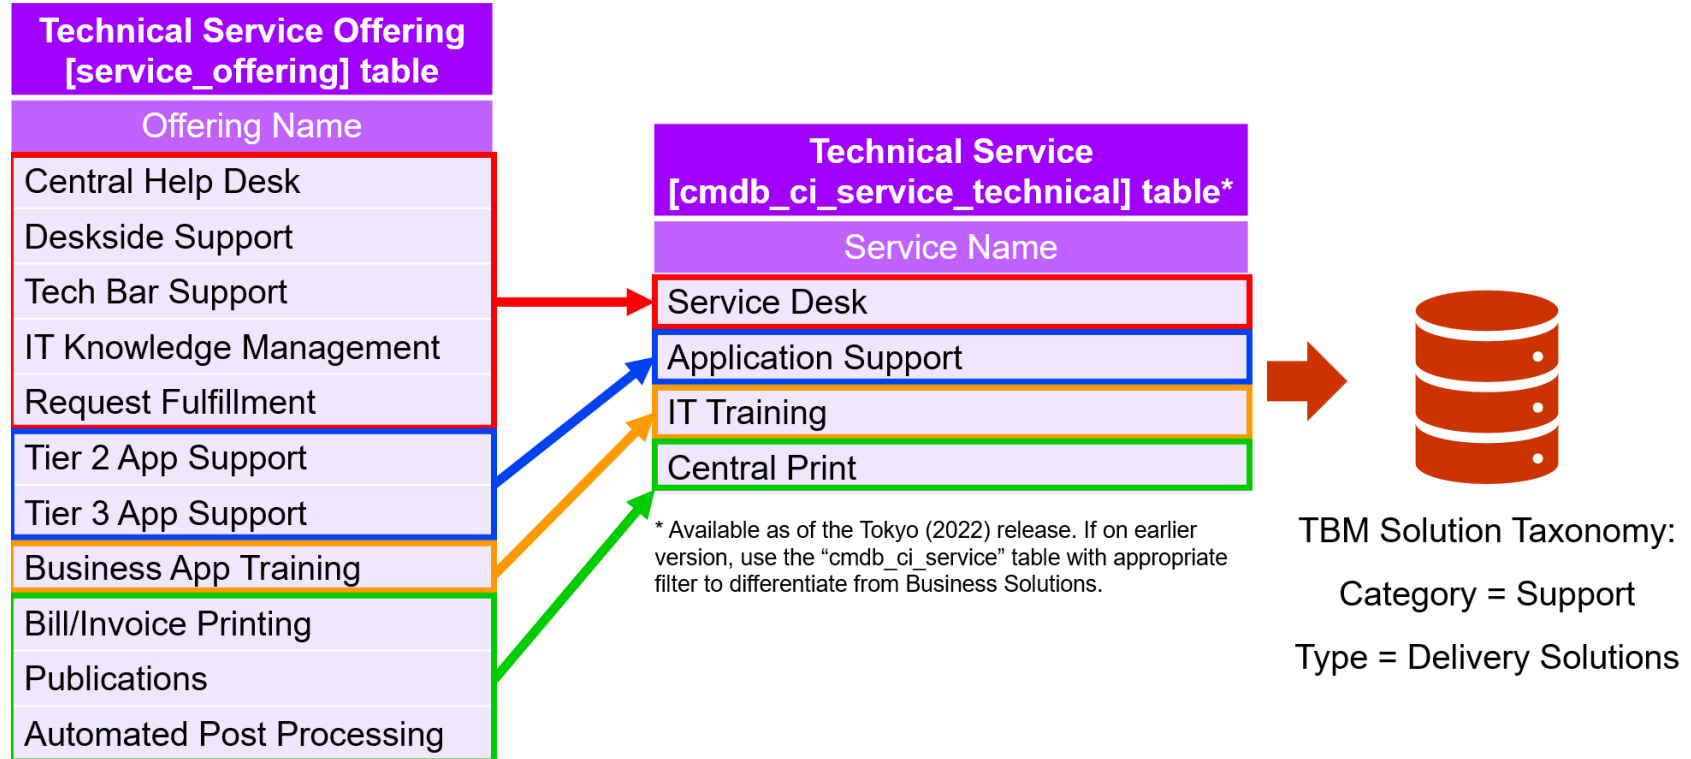 Technical Service Offering
[service_offering] table
Offering Name
Central Help Desk
Deskside Support
Tech Bar Support
IT Knowledge Management
Request Fulfillment
Tier 2 App Support
Tier 3 App Support
Business App Training
Bill/Invoice Printing
Publications
Automated Post Processing
Technical Service
[cmdb_ci_service_technical] table*
Service Name
Service Desk
Application Support
IT Training
Central Print
* Available as of the Tokyo (2022) release. If on earlier
version, use the “cmdb_ci_service” table with appropriate
filter to differentiate from Business Solutions.
TBM Solution Taxonomy:
Category = Support
Type = Delivery Solutions